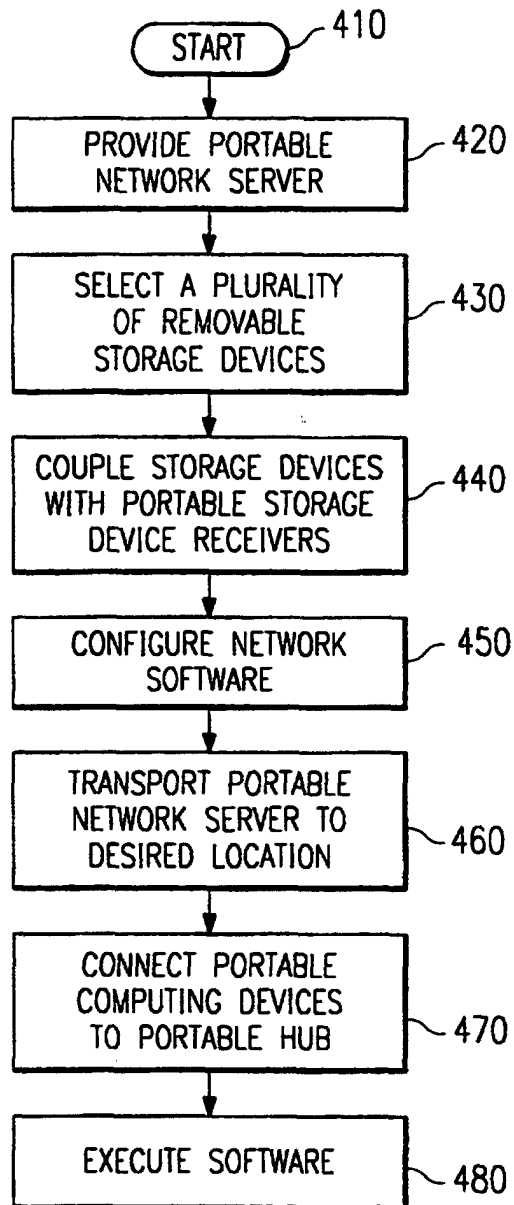 START
410
PROVIDE PORTABLE
NETWORK SERVER
420
SELECT A PLURALITY
OF REMOVABLE
STORAGE DEVICES
430
COUPLE STORAGE DEVICES
WITH PORTABLE STORAGE
DEVICE RECEIVERS
440
CONFIGURE NETWORK
SOFTWARE
450
TRANSPORT PORTABLE
NETWORK SERVER TO
DESIRED LOCATION
460
CONNECT PORTABLE
COMPUTING DEVICES
TO PORTABLE HUB
470
EXECUTE SOFTWARE
480